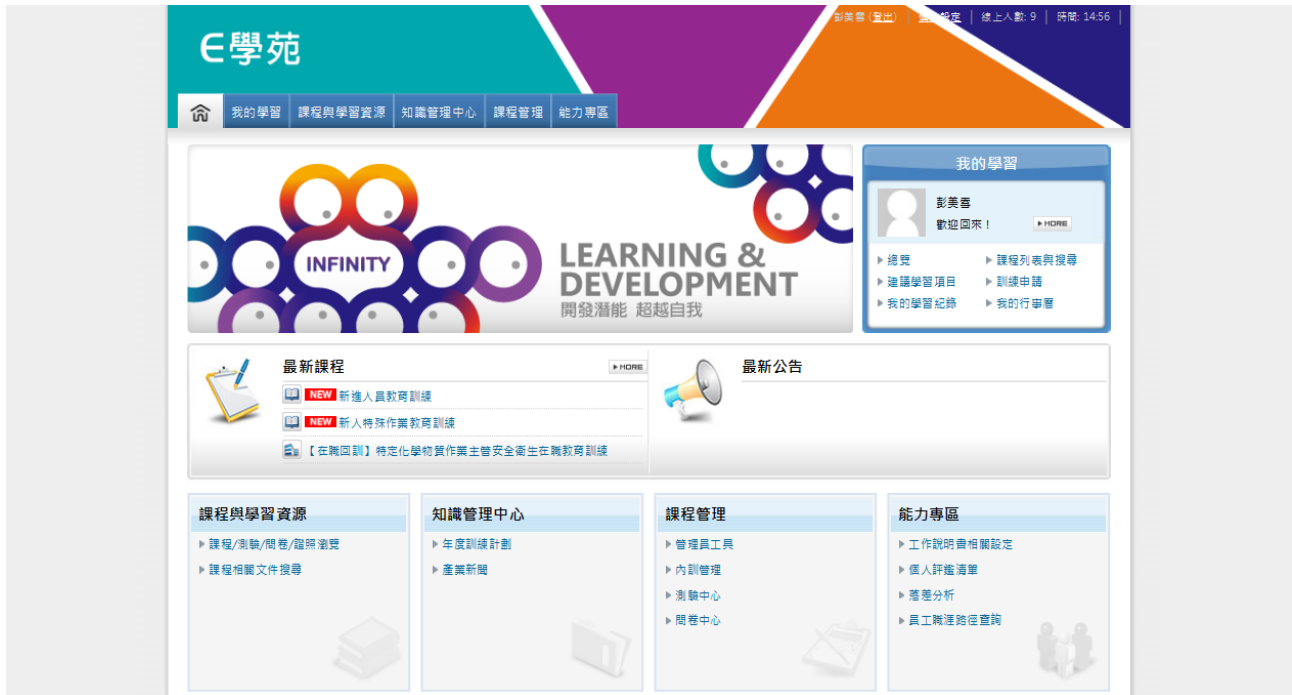 E學苑
彭美雲 (登出) | 設定 | 線上人數: 9 | 時間: 14:56 |
我的學習 課程與學習資源 知識管理中心 課程管理 能力專區
INFINITY
LEARNING &
DEVELOPMENT
開發潛能 超越自我
我的學習
彭美雲
歡迎回來！ MORE
總覽 課程列表與搜尋
建議學習項目 訓練申請
我的學習紀錄 我的行事曆
最新課程 MORE
NEW 新進人員教育訓練
NEW 新人特殊作業教育訓練
【在職回訓】特定化學物質作業主管安全衛生在職教育訓練
最新公告
課程與學習資源
課程/測驗/問卷/證照瀏覽
課程相關文件搜尋
知識管理中心
年度訓練計劃
產業新聞
課程管理
管理員工具
內訓管理
測驗中心
問卷中心
能力專區
工作說明書相關設定
個人評鑑清單
落差分析
員工職涯路徑查詢